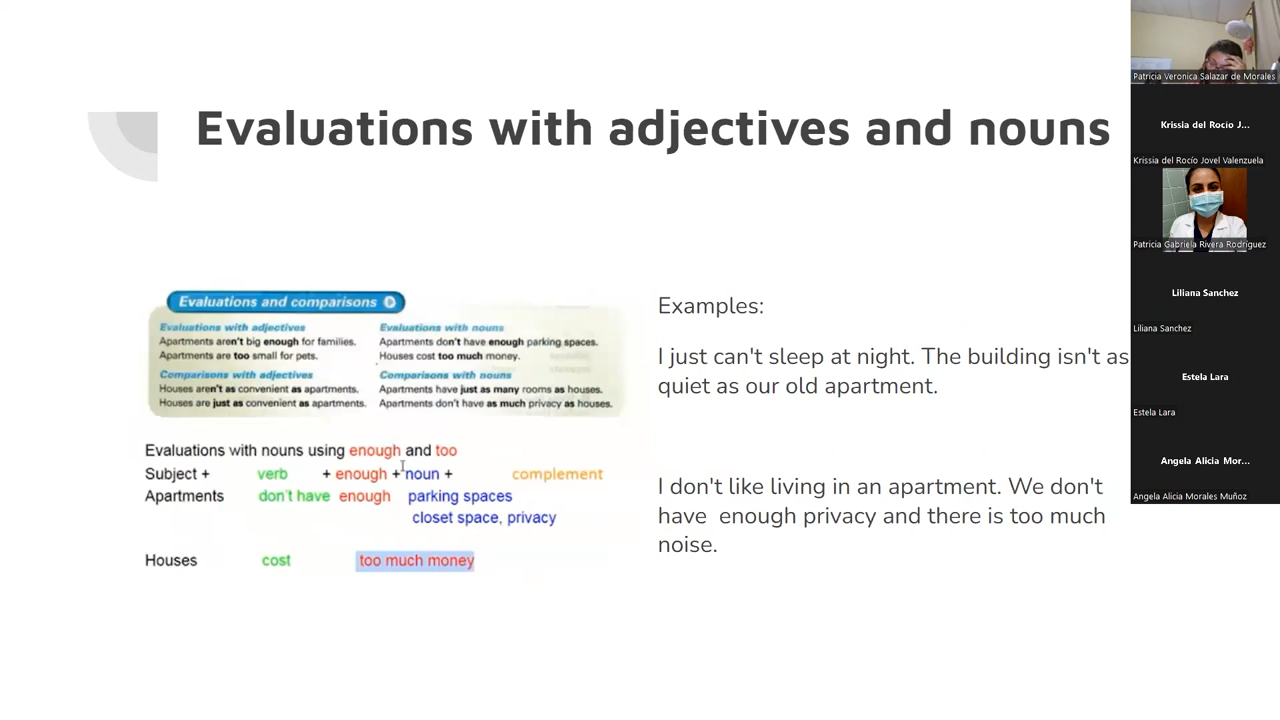 Evaluations with adjectives and nouns
Evaluations and comparisons
Evaluations with adjectives
Apartments aren't big enough for families.
Apartments are too small for pets.
Comparisons with adjectives
Houses aren't as convenient as apartments.
Houses are just as convenient as apartments.
Evaluations with nouns
Apartments don't have enough parking spaces.
Houses cost too much money.
Comparisons with nouns
Apartments have just as many rooms as houses.
Apartments don't have as much privacy as houses.
Evaluations with nouns using enough and too
Subject + verb + enough + noun + complement
Apartments don't have enough parking spaces
closet space, privacy
Houses cost too much money
Examples:
I just can't sleep at night. The building isn't as
quiet as our old apartment.
I don't like living in an apartment. We don't
have enough privacy and there is too much
noise.
Patricia Veronica Salazar de Morales
Krissia del Rocio J...
Krissia del Rocío Jovel Valenzuela
Patricia Gabriela Rivera Rodríguez
Liliana Sanchez
Liliana Sanchez
Estela Lara
Estela Lara
Angela Alicia Mor...
Angela Alicia Morales Muñoz